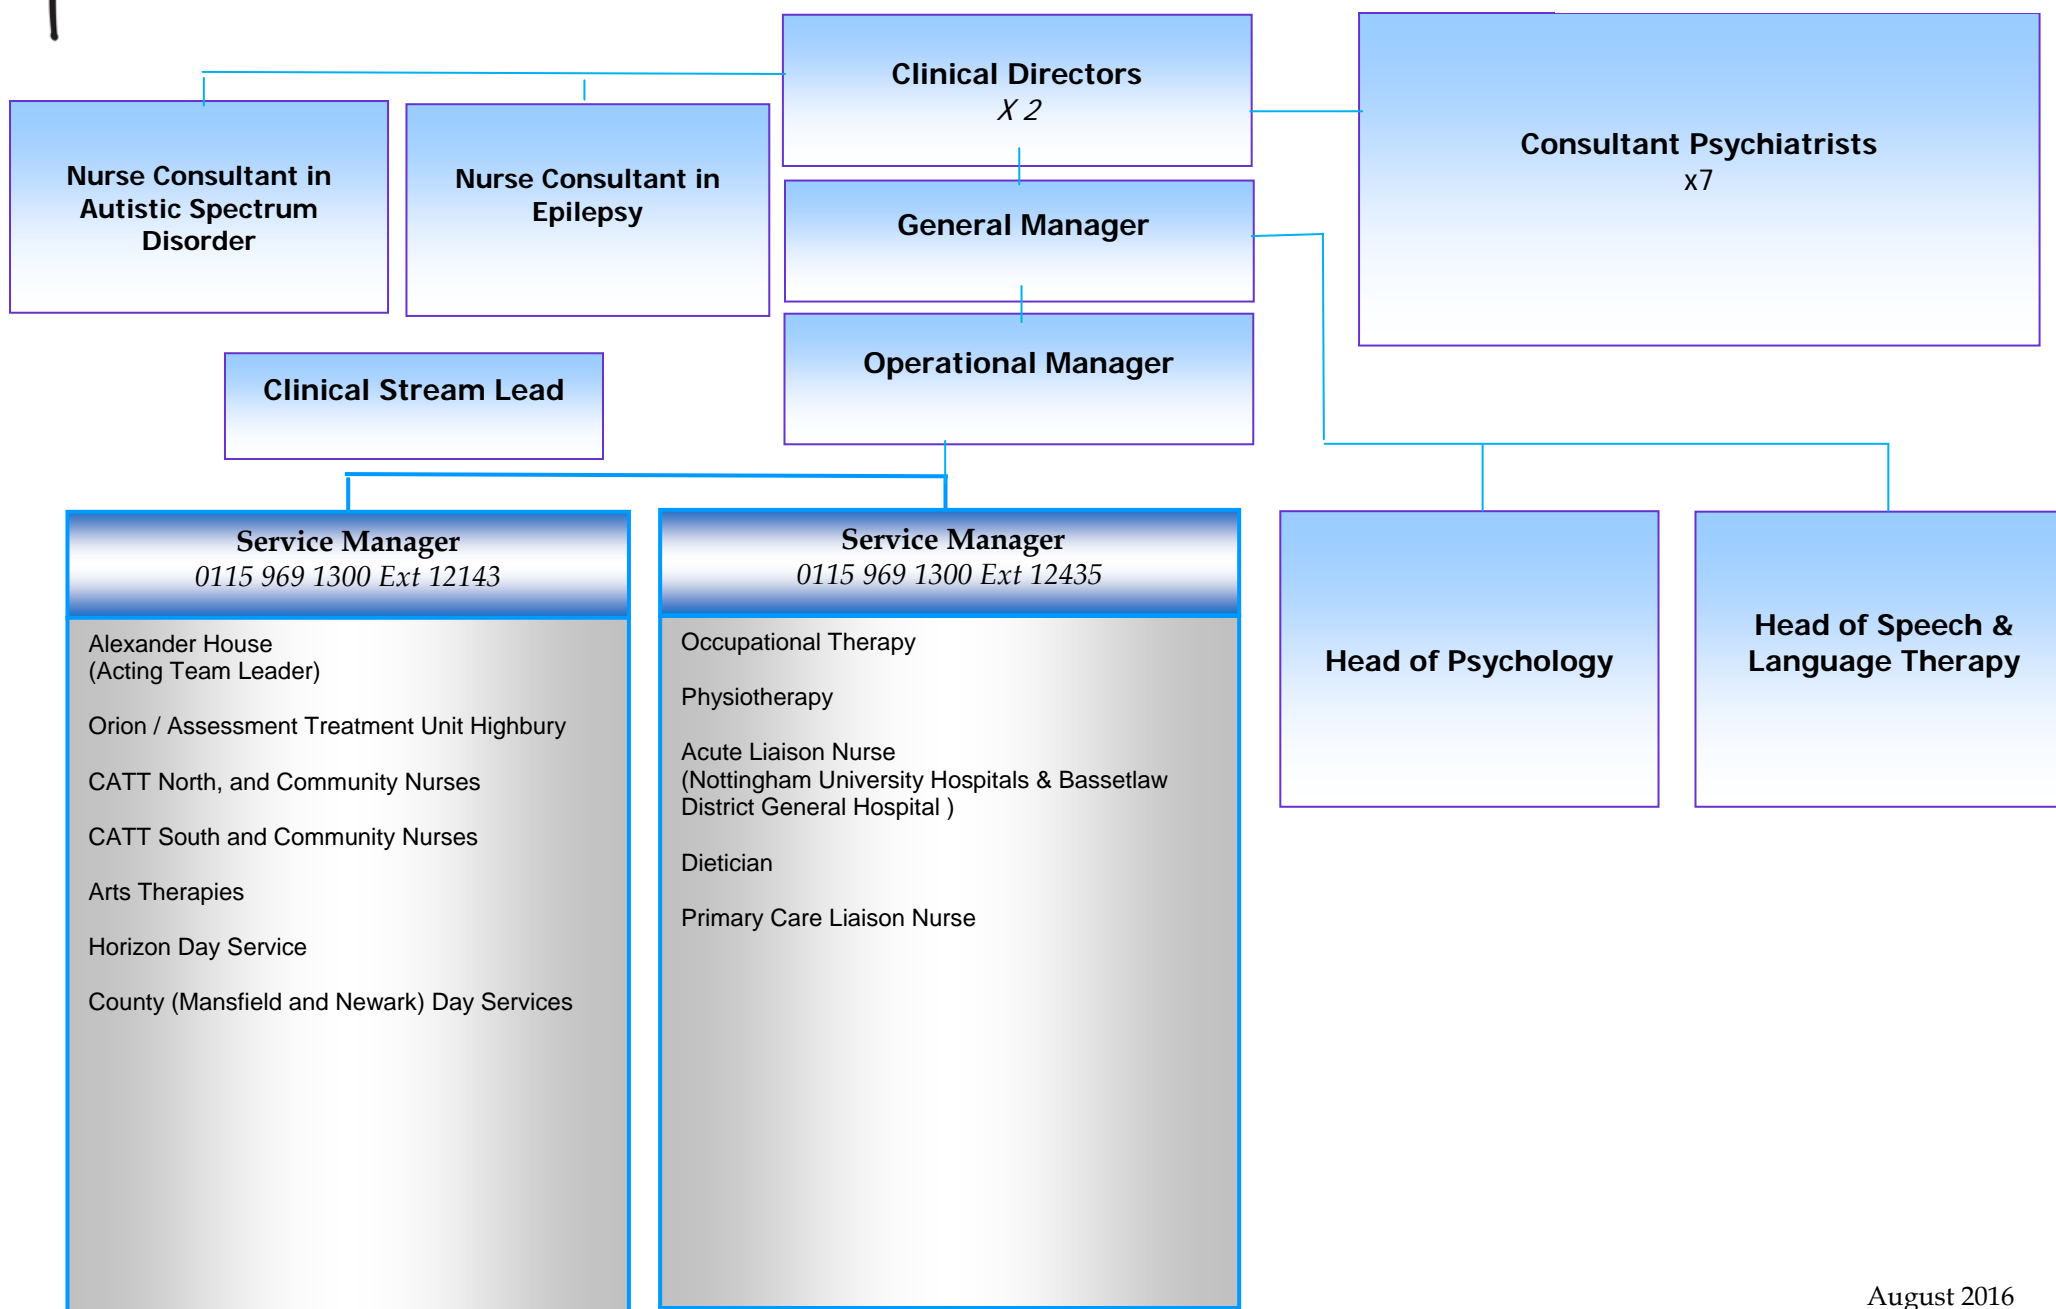 Clinical Directors
X 2
Consultant Psychiatrists
x7
Nurse Consultant in
Autistic Spectrum
Disorder
Nurse Consultant in
Epilepsy
General Manager
Operational Manager
Clinical Stream Lead
Service Manager
0115 969 1300 Ext 12143
Alexander House
(Acting Team Leader)
Orion / Assessment Treatment Unit Highbury
CATT North, and Community Nurses
CATT South and Community Nurses
Arts Therapies
Horizon Day Service
County (Mansfield and Newark) Day Services
Service Manager
0115 969 1300 Ext 12435
Occupational Therapy
Physiotherapy
Acute Liaison Nurse
(Nottingham University Hospitals & Bassetlaw
District General Hospital )
Dietician
Primary Care Liaison Nurse
Head of Psychology
Head of Speech &
Language Therapy
August 2016